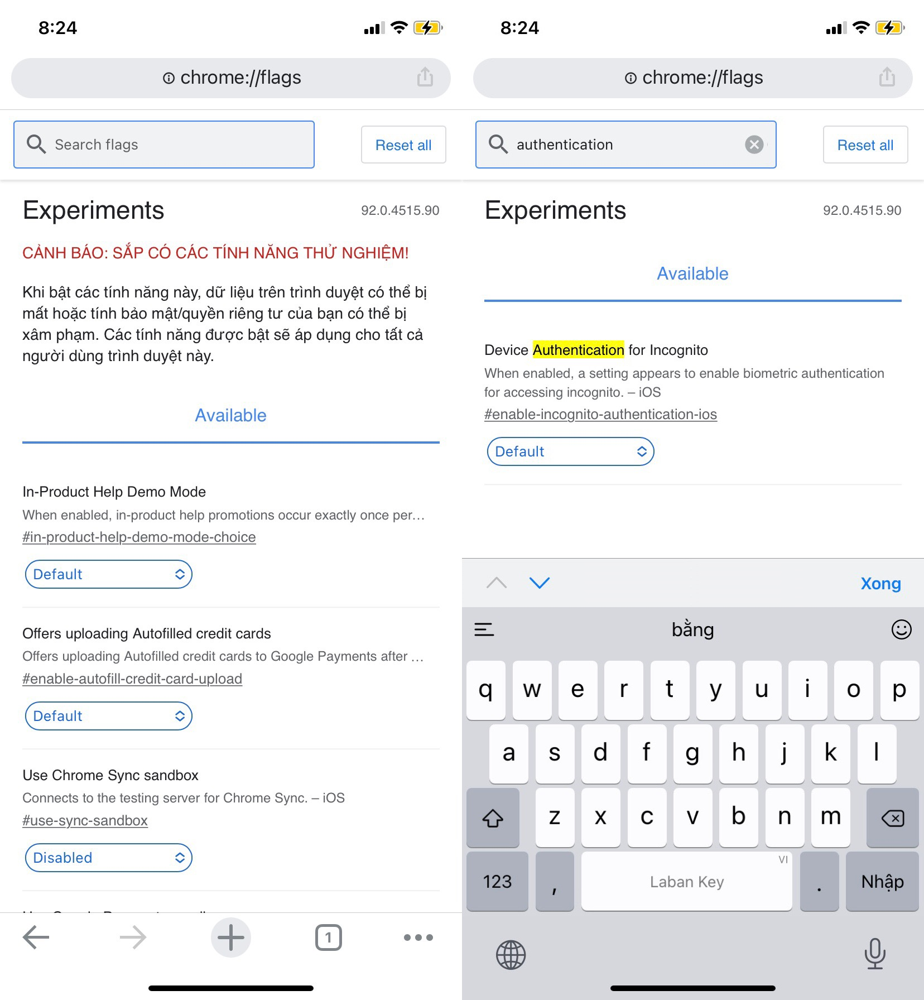 8:24
chrome://flags
Search flags
Reset all
Experiments
92.0.4515.90
CẢNH BÁO: SẮP CÓ CÁC TÍNH NĂNG THỬ NGHIỆM!
Khi bật các tính năng này, dữ liệu trên trình duyệt có thể bị
mất hoặc tính bảo mật/quyền riêng tư của bạn có thể bị
xâm phạm. Các tính năng được bật sẽ áp dụng cho tất cả
người dùng trình duyệt này.
Available
In-Product Help Demo Mode
When enabled, in-product help promotions occur exactly once per...
#in-product-help-demo-mode-choice
Default
Offers uploading Autofilled credit cards
Offers uploading Autofilled credit cards to Google Payments after ...
#enable-autofill-credit-card-upload
Default
Use Chrome Sync sandbox
Connects to the testing server for Chrome Sync. – iOS
#use-sync-sandbox
Disabled
1
8:24
chrome://flags
authentication
Reset all
Experiments
92.0.4515.90
Available
Device Authentication for Incognito
When enabled, a setting appears to enable biometric authentication
for accessing incognito. – iOS
#enable-incognito-authentication-ios
Default
Xong
bằng
q w e r t y u i o p
a s d f g h j k l
z x c v b n m
123 , Laban Key VI . Nhập